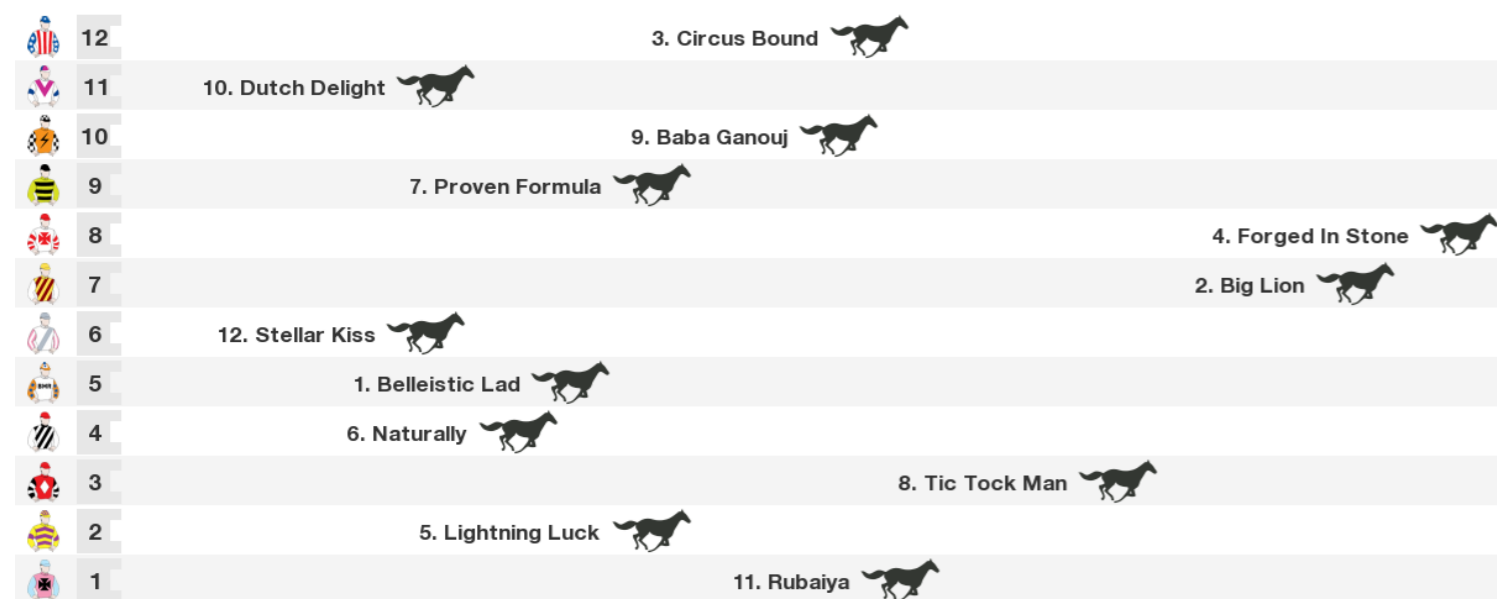 12 3. Circus Bound
11 10. Dutch Delight
10 9. Baba Ganouj
9 7. Proven Formula
8 4. Forged In Stone
7 2. Big Lion
6 12. Stellar Kiss
5 1. Belleistic Lad
4 6. Naturally
3 8. Tic Tock Man
2 5. Lightning Luck
1 11. Rubaiya